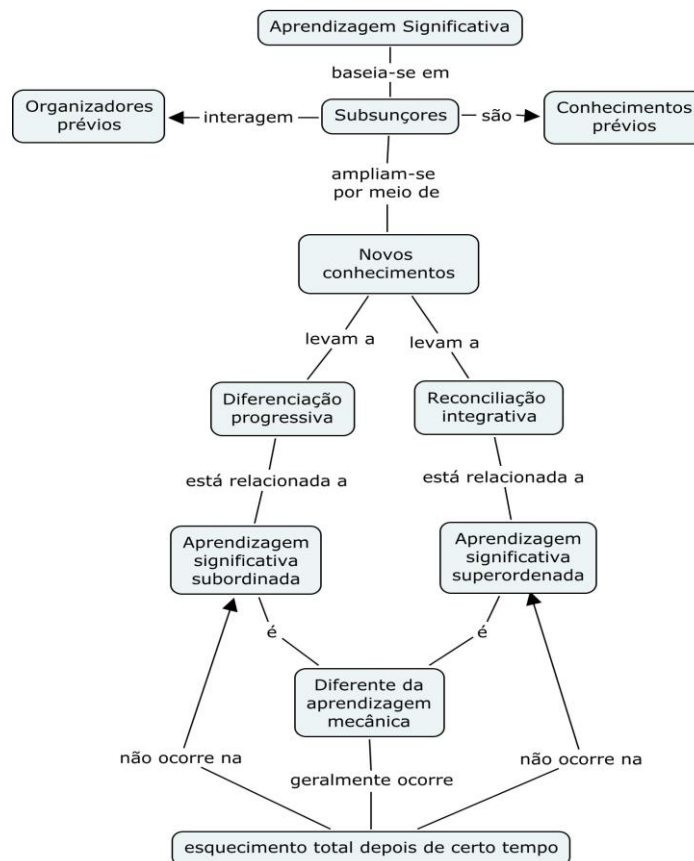 Aprendizagem Significativa
baseia-se em
Organizadores
prévios
interagem
Subsunçores
são
Conhecimentos
prévios
ampliam-se
por meio de
Novos
conhecimentos
levam a
levam a
Diferenciação
progressiva
Reconciliação
integrativa
está relacionada a
está relacionada a
Aprendizagem
significativa
subordinada
Aprendizagem
significativa
superordenada
é
é
Diferente da
aprendizagem
mecânica
não ocorre na
geralmente ocorre
não ocorre na
esquecimento total depois de certo tempo